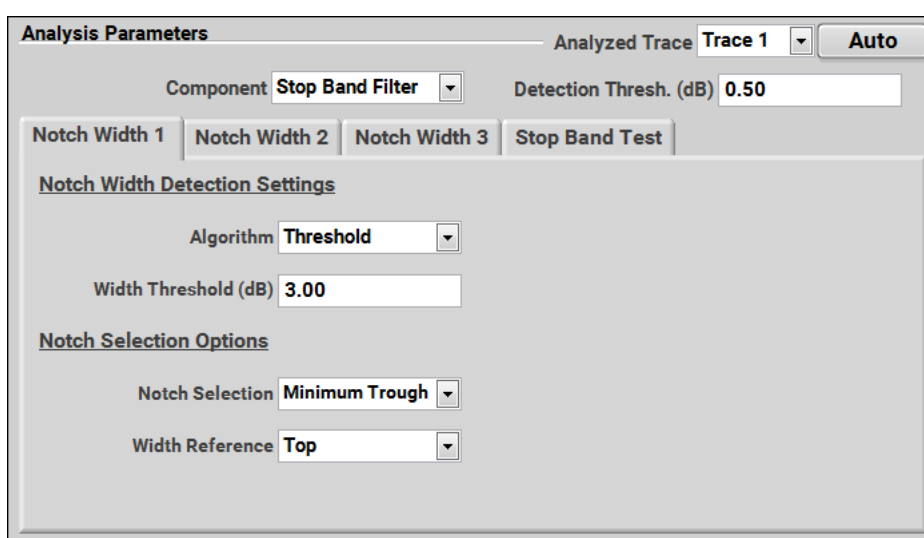 Analysis Parameters
Analyzed Trace Trace 1 Auto
Component Stop Band Filter Detection Thresh. (dB) 0.50
Notch Width 1 Notch Width 2 Notch Width 3 Stop Band Test
Notch Width Detection Settings
Algorithm Threshold
Width Threshold (dB) 3.00
Notch Selection Options
Notch Selection Minimum Trough
Width Reference Top